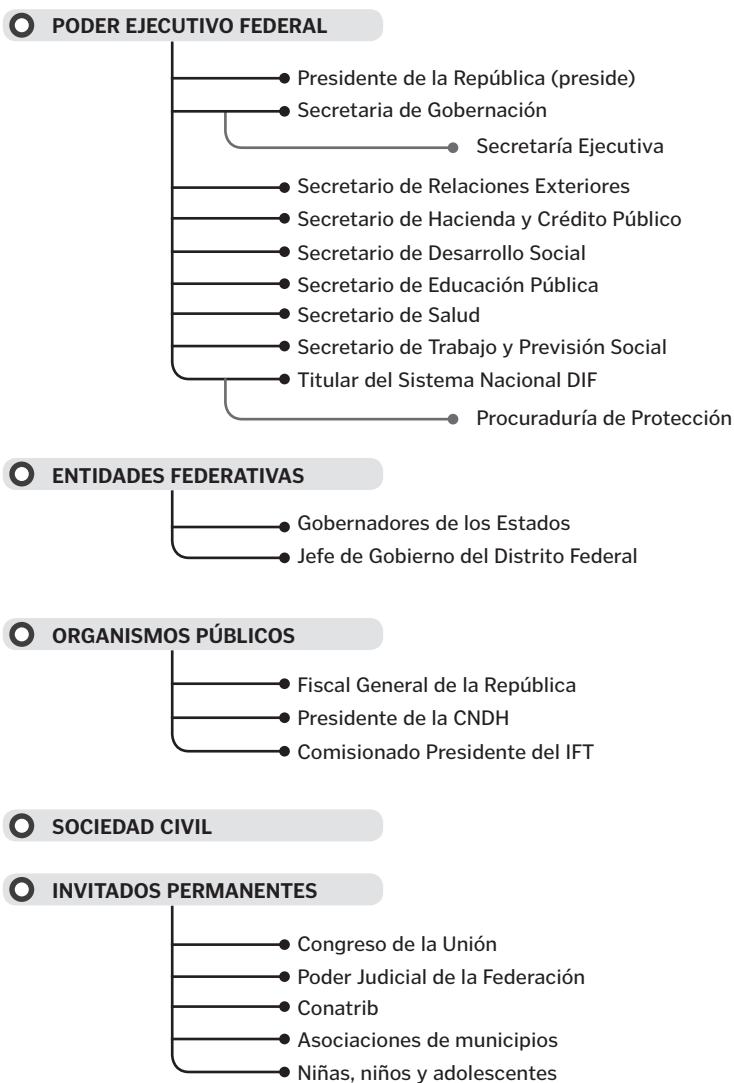 PODER EJECUTIVO FEDERAL
Presidente de la República (preside)
Secretaria de Gobernación
Secretaría Ejecutiva
Secretario de Relaciones Exteriores
Secretario de Hacienda y Crédito Público
Secretario de Desarrollo Social
Secretario de Educación Pública
Secretario de Salud
Secretario de Trabajo y Previsión Social
Titular del Sistema Nacional DIF
Procuraduría de Protección
ENTIDADES FEDERATIVAS
Gobernadores de los Estados
Jefe de Gobierno del Distrito Federal
ORGANISMOS PÚBLICOS
Fiscal General de la República
Presidente de la CNDH
Comisionado Presidente del IFT
SOCIEDAD CIVIL
INVITADOS PERMANENTES
Congreso de la Unión
Poder Judicial de la Federación
Conatrib
Asociaciones de municipios
Niñas, niños y adolescentes